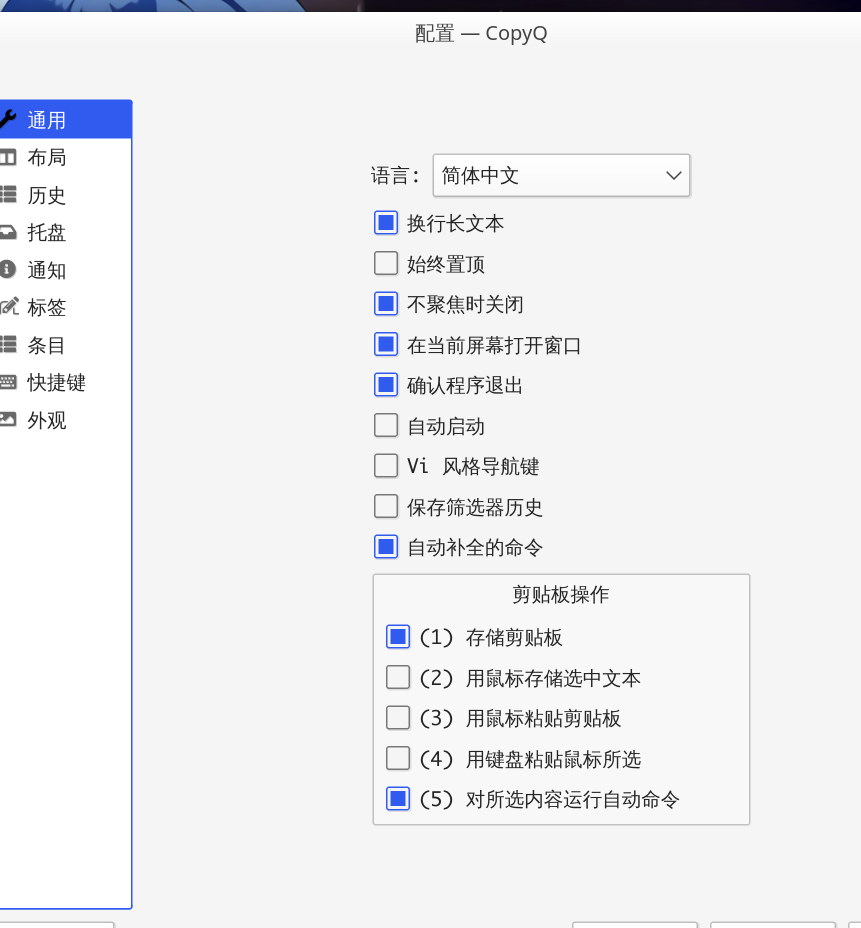 配置 — CopyQ
通用
布局
历史
托盘
通知
标签
条目
快捷键
外观
语言: 简体中文
换行长文本
始终置顶
不聚焦时关闭
在当前屏幕打开窗口
确认程序退出
自动启动
Vi 风格导航键
保存筛选器历史
自动补全的命令
剪贴板操作
(1) 存储剪贴板
(2) 用鼠标存储选中文本
(3) 用鼠标粘贴剪贴板
(4) 用键盘粘贴鼠标所选
(5) 对所选内容运行自动命令